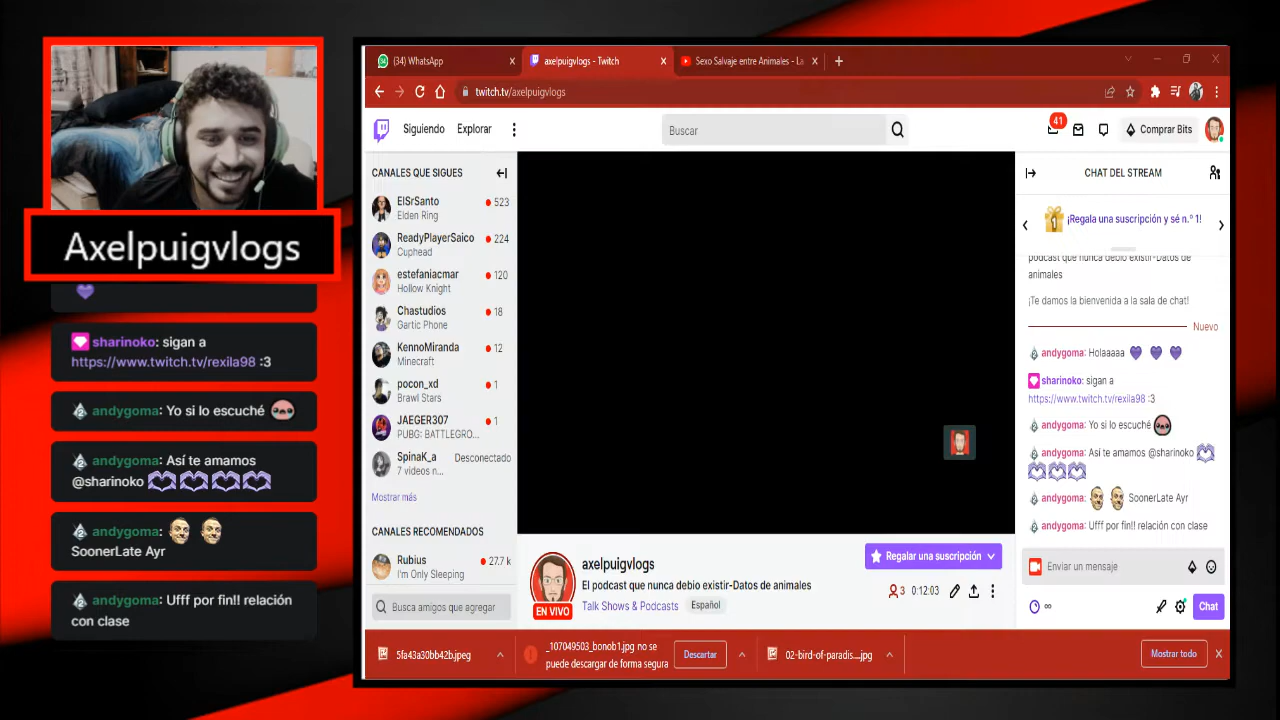 Axelpuigvlogs
sharinoko: sigan a
https://www.twitch.tv/rexila98 :3
andygoma: Yo si lo escuché
andygoma: Así te amamos
@sharinoko
andygoma:
SoonerLate Ayr
andygoma: Ufff por fin!! relación
con clase
(34) WhatsApp
axelpuigvlogs - Twitch
Sexo Salvaje entre Animales - La
twitch.tv/axelpuigvlogs
Siguiendo
Explorar
Buscar
41
Comprar Bits
CANALES QUE SIGUES
ElSrSanto 523
Elden Ring
ReadyPlayerSaico 224
Cuphead
estefaniacmar 120
Hollow Knight
Chastudios 18
Gartic Phone
KennoMiranda 12
Minecraft
pocon_xd 1
Brawl Stars
JAEGER307 1
PUBG: BATTLEGRO...
SpinaK_a Desconectado
7 videos n...
Mostrar más
CANALES RECOMENDADOS
Rubius 27.7 k
I'm Only Sleeping
Busca amigos que agregar
EN VIVO
axelpuigvlogs
El podcast que nunca debio existir-Datos de animales
Talk Shows & Podcasts Español
Regalar una suscripción
3 0:12:03
CHAT DEL STREAM
1
¡Regala una suscripción y sé n.º 1!
podcast que nunca debio existir-Datos de
animales
¡Te damos la bienvenida a la sala de chat!
Nuevo
andygoma: Holaaaaa
sharinoko: sigan a
https://www.twitch.tv/rexila98 :3
andygoma: Yo si lo escuché
andygoma: Así te amamos @sharinoko
andygoma: SoonerLate Ayr
andygoma: Ufff por fin!! relación con clase
Enviar un mensaje
∞
Chat
5fa43a30bb42b.jpeg
_107049503_bonob1.jpg no se
puede descargar de forma segura
Descartar
02-bird-of-paradis....jpg
Mostrar todo